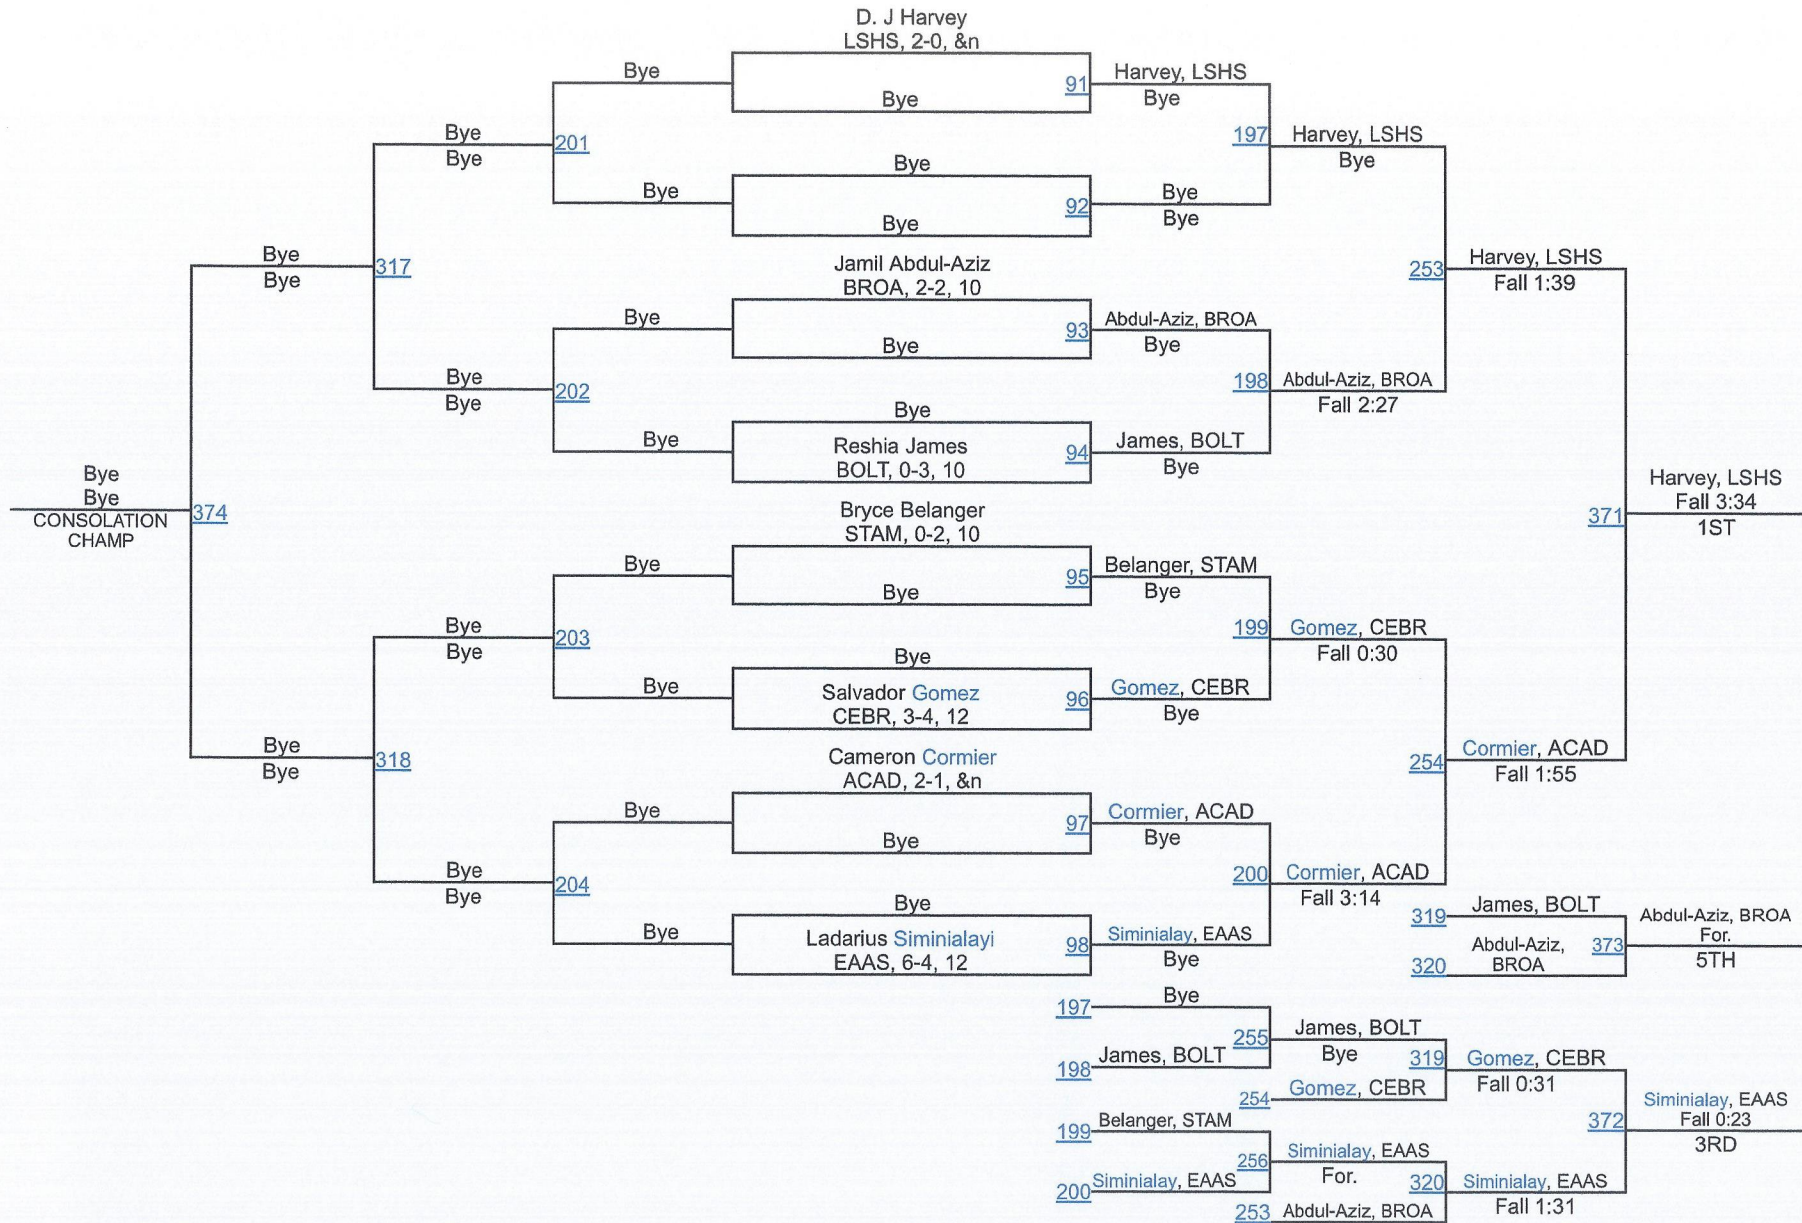 D. J Harvey
LSHS, 2-0, &n
Bye
91
Harvey, LSHS
Bye
Bye
197
Harvey, LSHS
Bye
Bye
Bye
201
Bye
Bye
Bye
92
Bye
Bye
Bye
Bye
317
Jamil Abdul-Aziz
BROA, 2-2, 10
253
Harvey, LSHS
Fall 1:39
Bye
Bye
93
Abdul-Aziz, BROA
Bye
Bye
Bye
202
198
Abdul-Aziz, BROA
Fall 2:27
Bye
Bye
Reshia James
BOLT, 0-3, 10
94
James, BOLT
Bye
Bye
Bye
CONSOLATION
CHAMP
374
Harvey, LSHS
Fall 3:34
1ST
371
Bryce Belanger
STAM, 0-2, 10
Bye
Bye
95
Belanger, STAM
Bye
Bye
Bye
203
199
Gomez, CEBR
Fall 0:30
Bye
Bye
Salvador Gomez
CEBR, 3-4, 12
96
Gomez, CEBR
Bye
Bye
Bye
318
Cameron Cormier
ACAD, 2-1, &n
254
Cormier, ACAD
Fall 1:55
Bye
Bye
97
Cormier, ACAD
Bye
Bye
Bye
204
200
Cormier, ACAD
Fall 3:14
Bye
Bye
Ladarius Siminialayi
EAAS, 6-4, 12
98
Siminialay, EAAS
Bye
319
James, BOLT
320
Abdul-Aziz,
BROA
373
Abdul-Aziz, BROA
For.
5TH
197
Bye
198
James, BOLT
255
James, BOLT
Bye
254
Gomez, CEBR
319
Gomez, CEBR
Fall 0:31
199
Belanger, STAM
200
Siminialay, EAAS
256
Siminialay, EAAS
For.
253
Abdul-Aziz, BROA
320
Siminialay, EAAS
Fall 1:31
372
Siminialay, EAAS
Fall 0:23
3RD